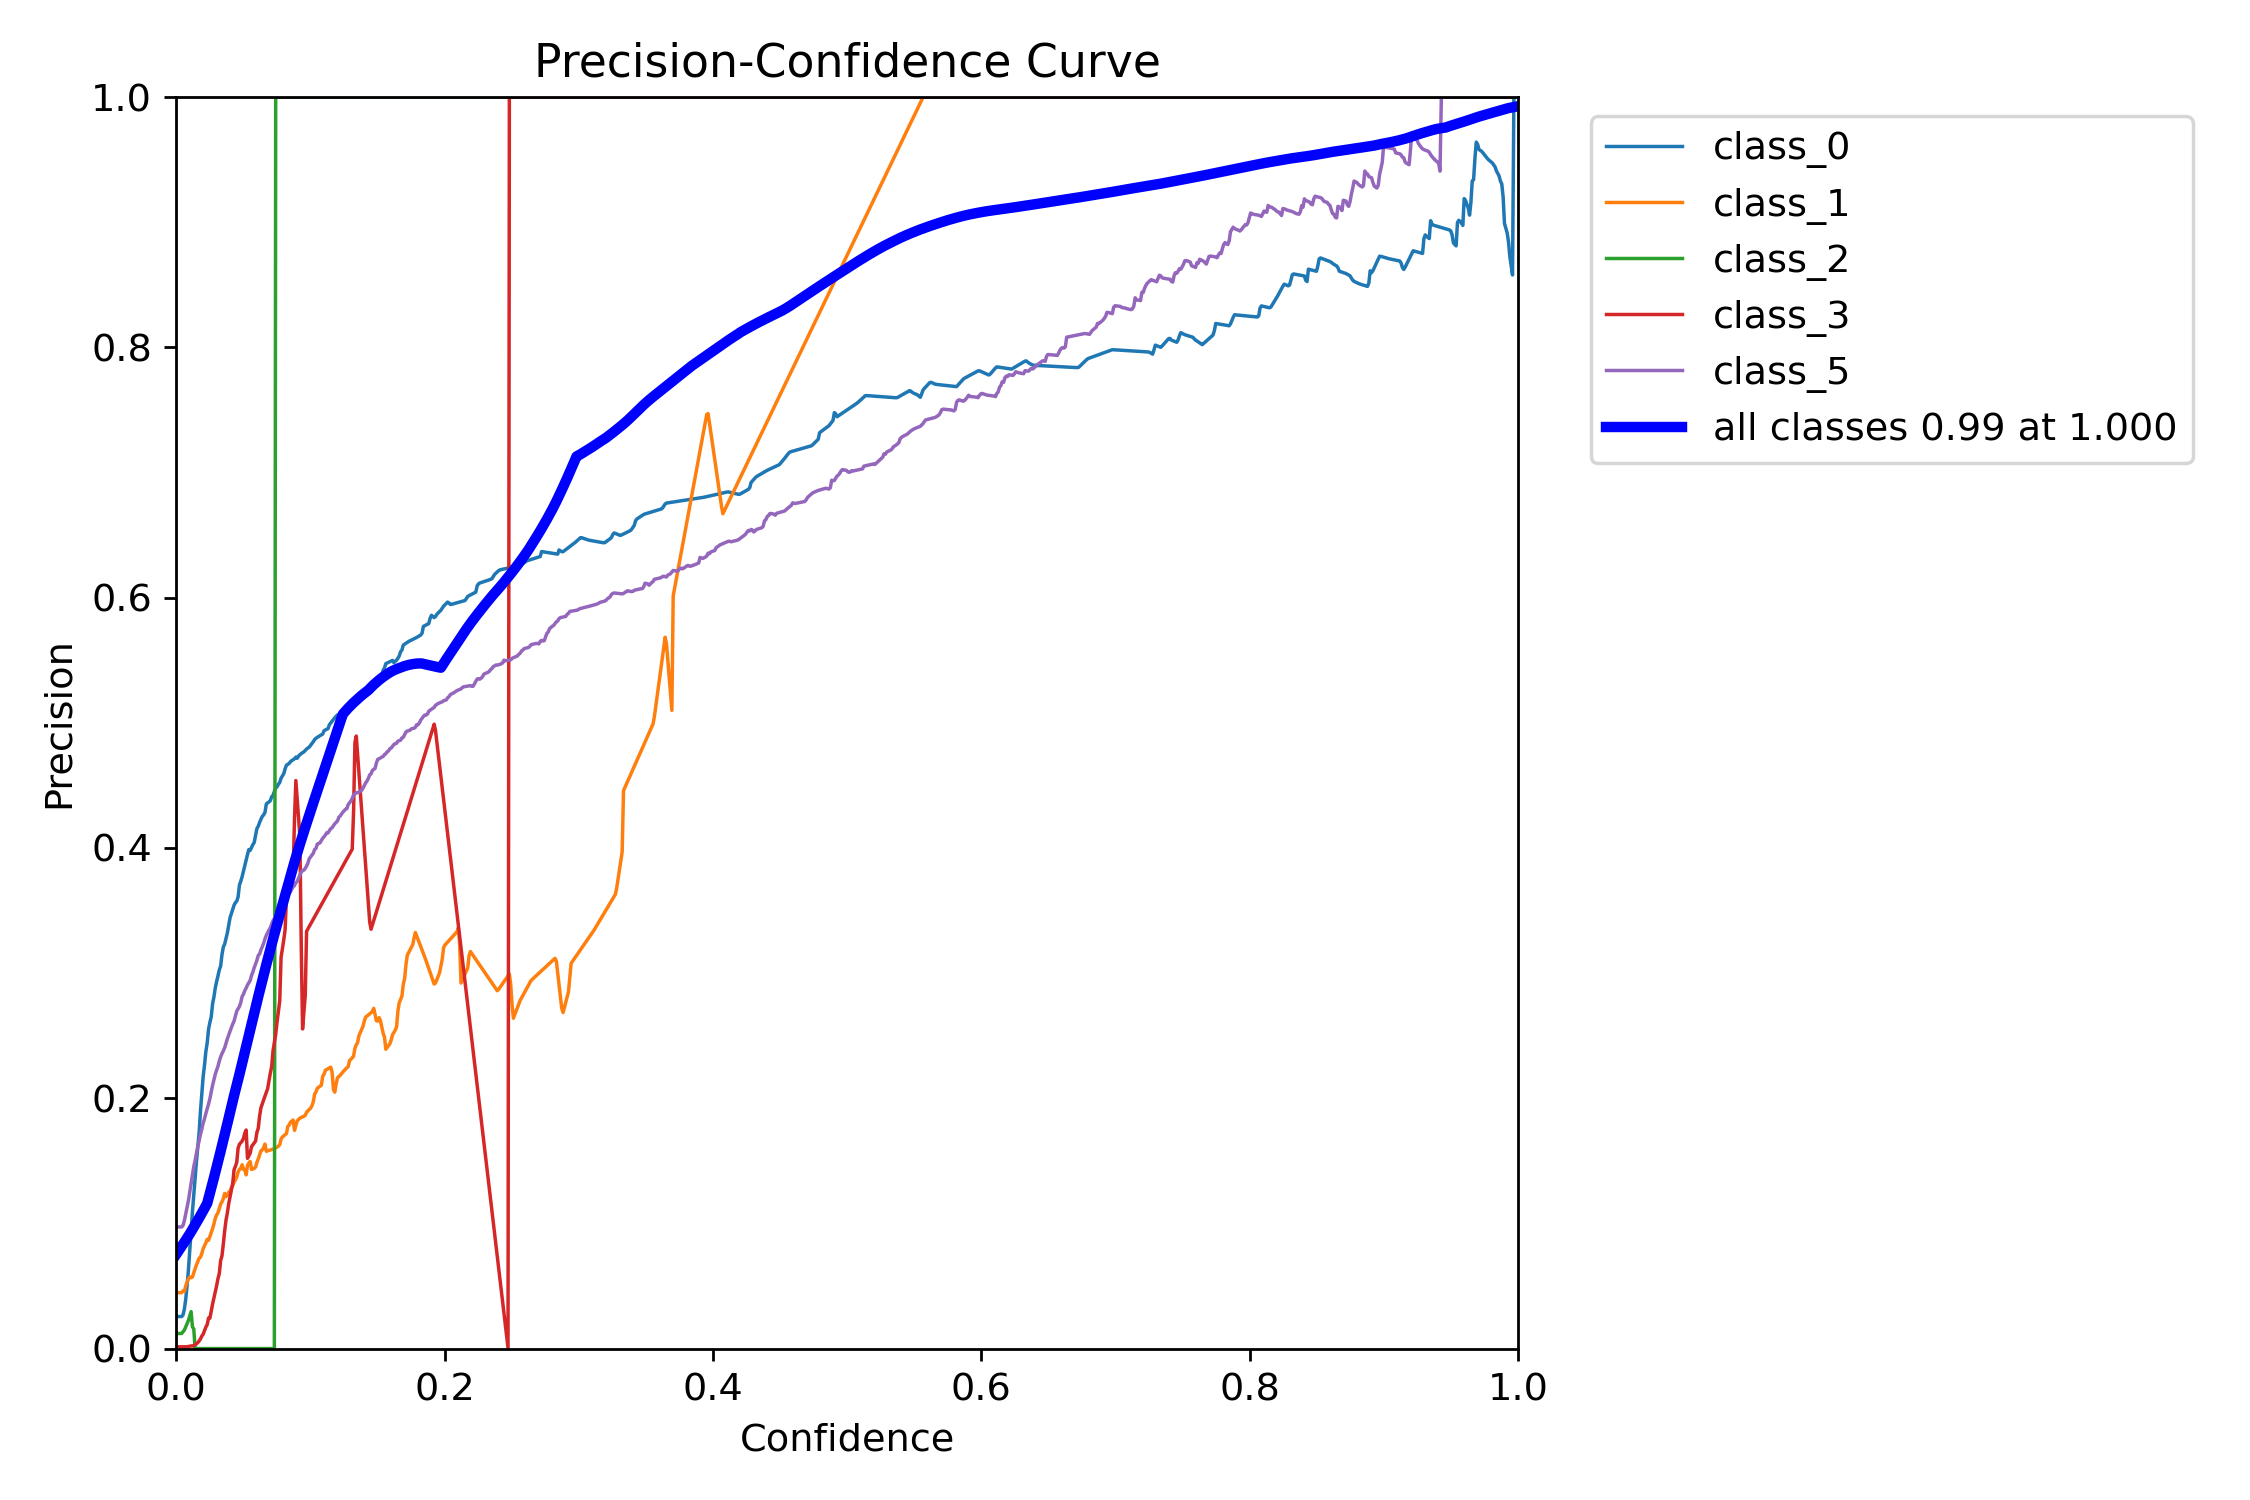 Precision-Confidence Curve
1.0
0.8
0.6
0.4
0.2
0.0
Precision
0.0 0.2 0.4 0.6 0.8 1.0
Confidence
class_0
class_1
class_2
class_3
class_5
all classes 0.99 at 1.000